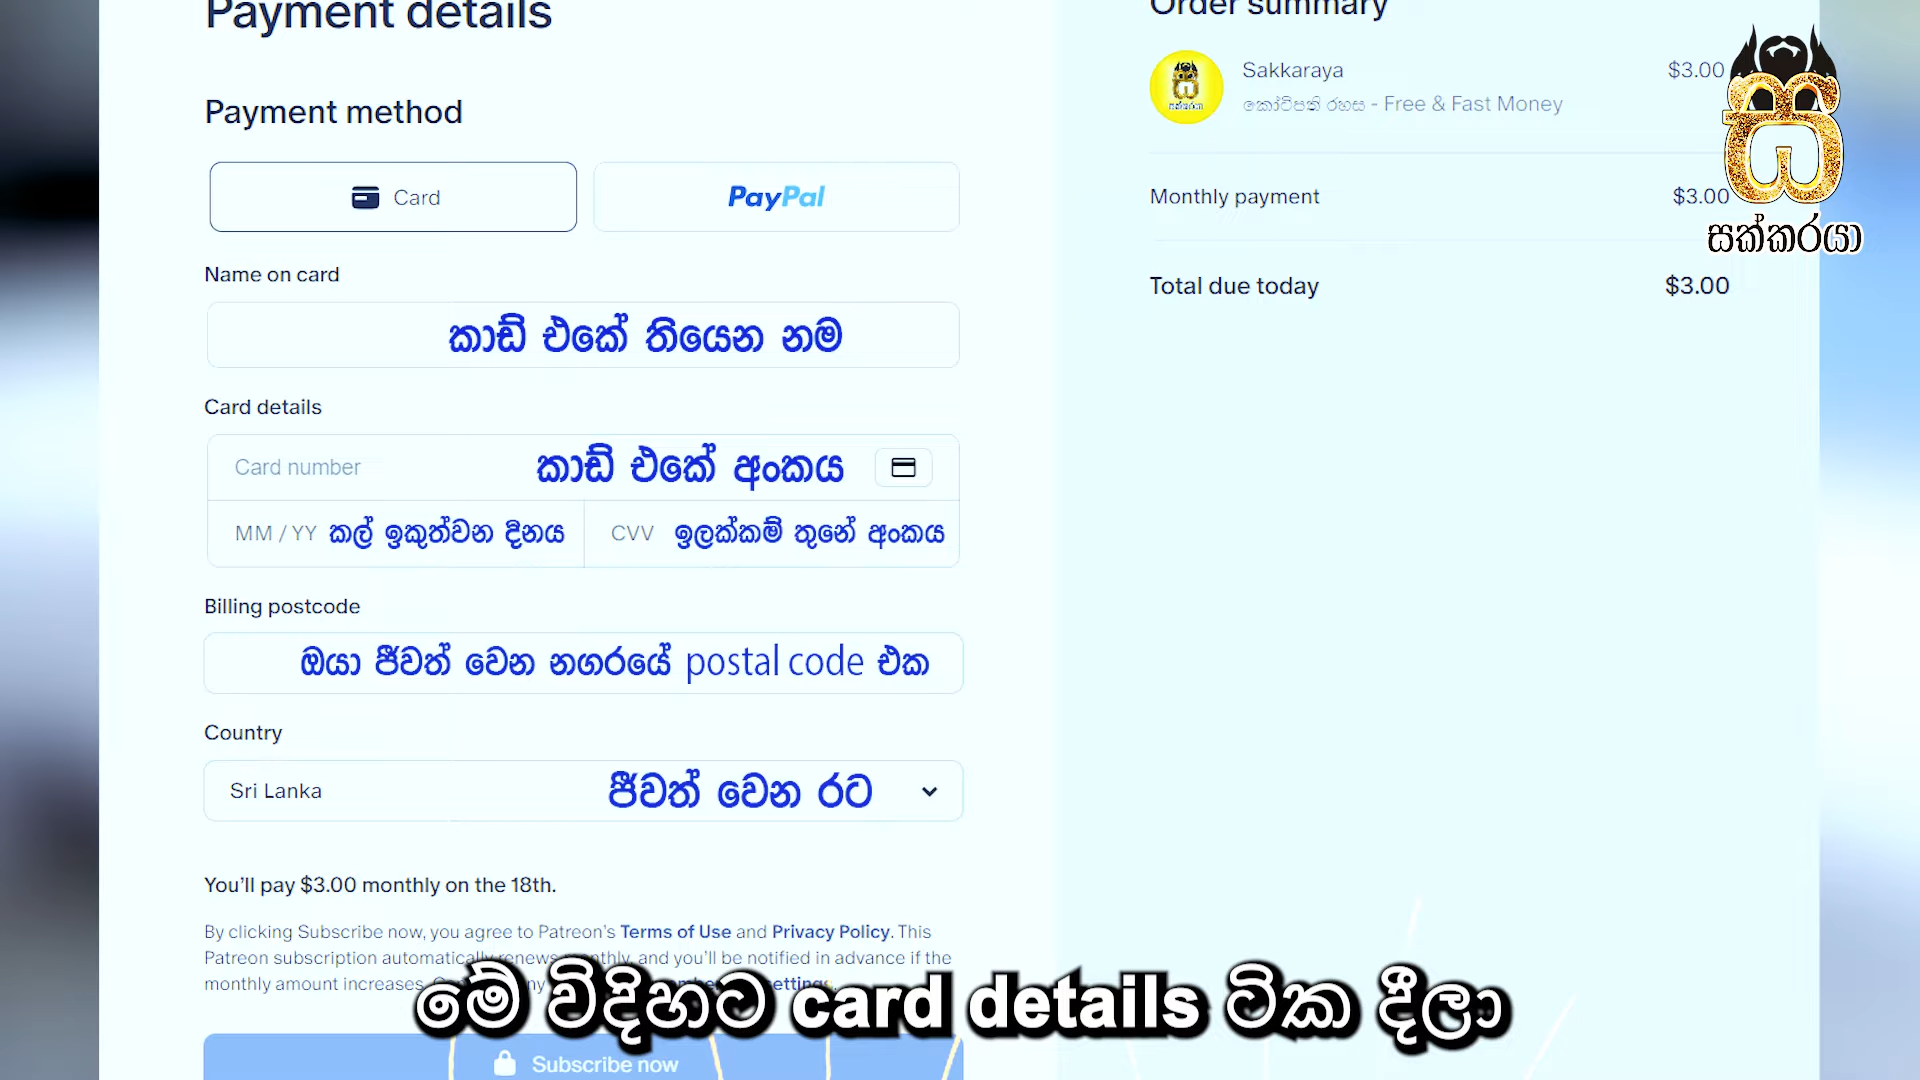 Payment details
Payment method
Card
PayPal
Name on card
කාඩ් එකේ තියෙන නම
Card details
Card number කාඩ් එකේ අංකය
MM / YY කල් ඉකුත්වන දිනය
CVV ඉලක්කම් තුනේ අංකය
Billing postcode
ඔයා ජීවත් වෙන නගරයේ postal code එක
Country
Sri Lanka ජීවත් වෙන රට
You'll pay $3.00 monthly on the 18th.
By clicking Subscribe now, you agree to Patreon's Terms of Use and Privacy Policy. This
Patreon subscription automatically renews monthly, and you'll be notified in advance if the
monthly amount increases.
Subscribe now
Order summary
Sakkaraya $3.00
කෝටිපති රහස - Free & Fast Money
Monthly payment $3.00
Total due today $3.00
සක්කරයා
මේ විදිහට card details ටික දීලා